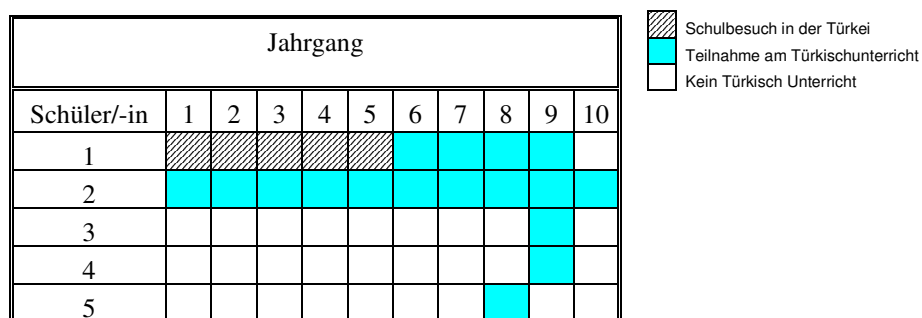 Jahrgang
Schüler/-in 1 2 3 4 5 6 7 8 9 10
1
2
3
4
5
Schulbesuch in der Türkei
Teilnahme am Türkischunterricht
Kein Türkisch Unterricht